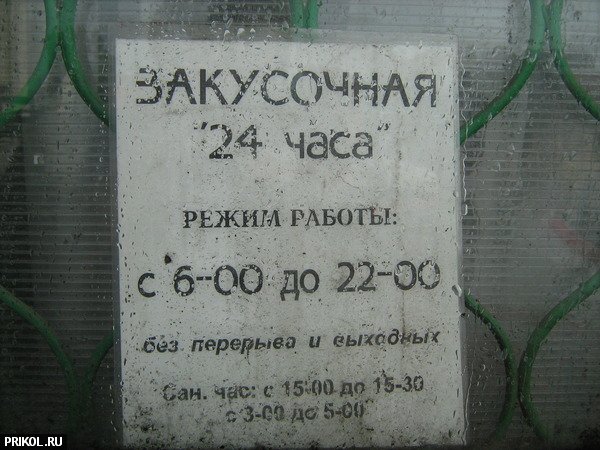 ЗАКУСОЧНАЯ
"24 часа"
РЕЖИМ РАБОТЫ:
с 6-00 до 22-00
без перерыва и выходных
Сан. час: с 15-00 до 15-30
с 3-00 до 5-00
PRIKOL.RU